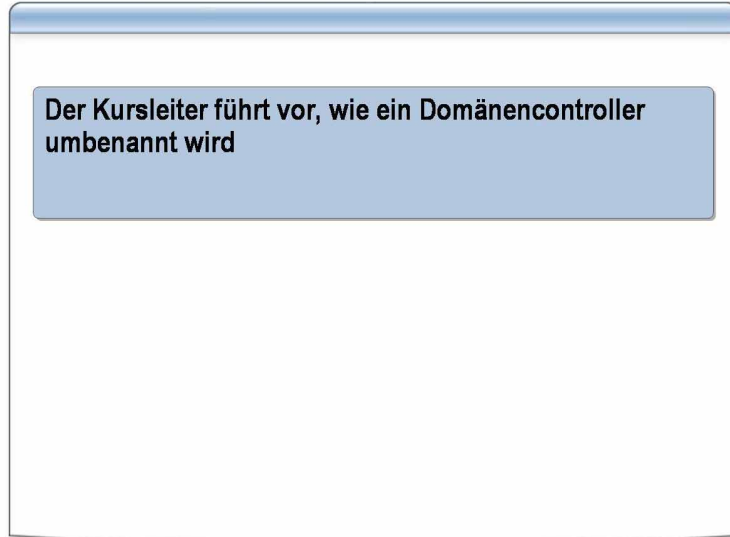 Der Kursleiter führt vor, wie ein Domänencontroller
umbenannt wird